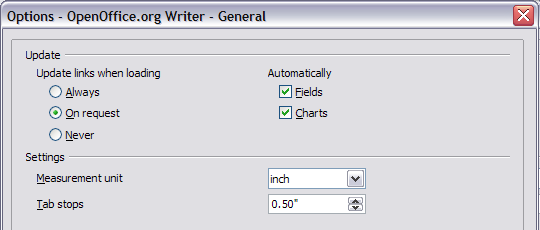 Options - OpenOffice.org Writer - General
Update
Update links when loading
Automatically
Always
Fields
On request
Charts
Never
Settings
Measurement unit
inch
Tab stops
0.50"